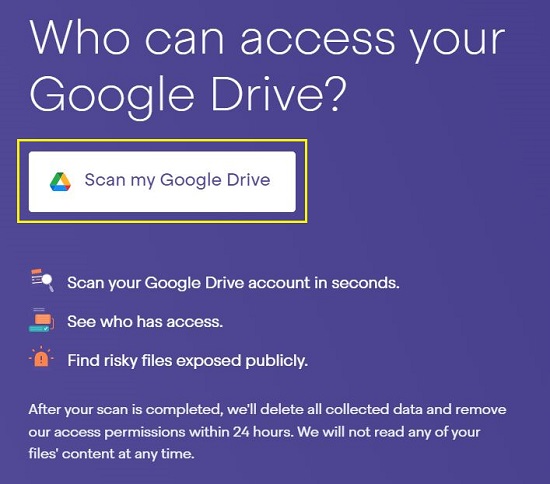 Who can access your
Google Drive?
Scan my Google Drive
Scan your Google Drive account in seconds.
See who has access.
Find risky files exposed publicly.
After your scan is completed, we'll delete all collected data and remove
our access permissions within 24 hours. We will not read any of your
files' content at any time.